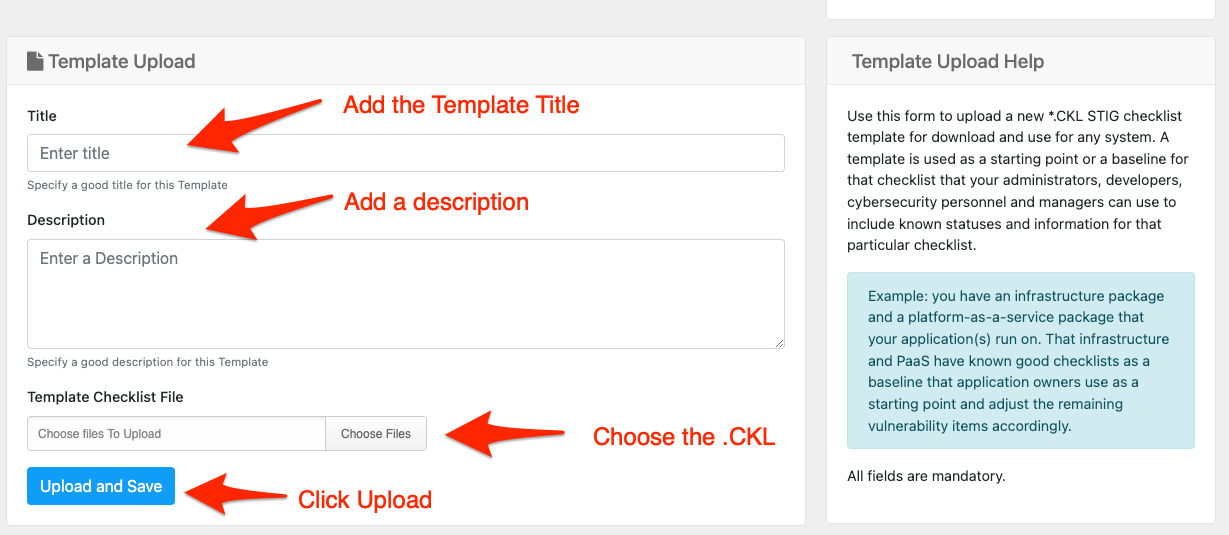 Template Upload
Title
Add the Template Title
Enter title
Specify a good title for this Template
Add a description
Description
Enter a Description
Specify a good description for this Template
Template Checklist File
Choose files To Upload
Choose Files
Choose the .CKL
Upload and Save
Click Upload
Template Upload Help
Use this form to upload a new *.CKL STIG checklist
template for download and use for any system. A
template is used as a starting point or a baseline for
that checklist that your administrators, developers,
cybersecurity personnel and managers can use to
include known statuses and information for that
particular checklist.
Example: you have an infrastructure package
and a platform-as-a-service package that
your application(s) run on. That infrastructure
and PaaS have known good checklists as a
baseline that application owners use as a
starting point and adjust the remaining
vulnerability items accordingly.
All fields are mandatory.